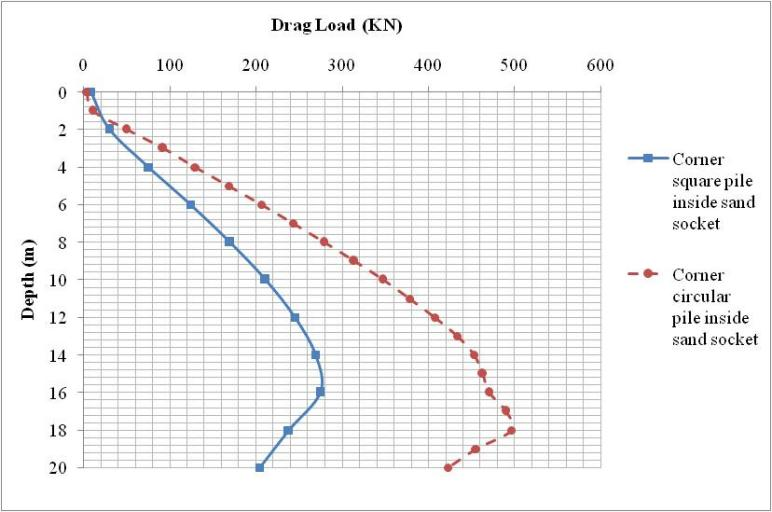 Drag Load (KN)
0 100 200 300 400 500 600
0
2
4
6
8
10
12
14
16
18
20
Depth (m)
Corner
square pile
inside sand
socket
Corner
circular
pile inside
sand socket